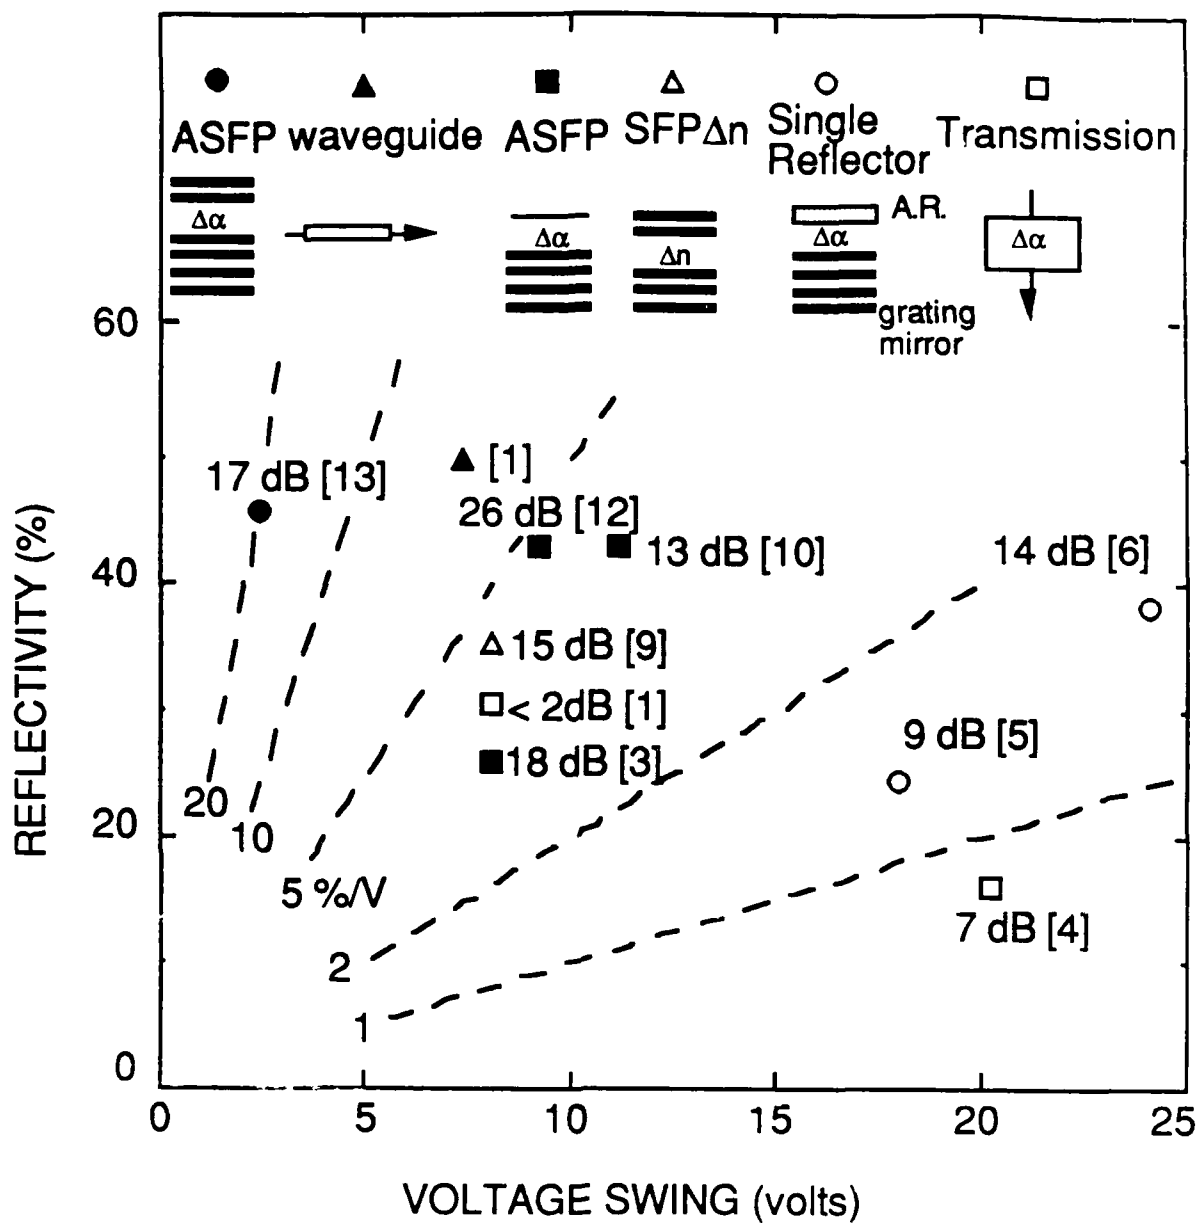 ASFP waveguide ASFP SFPΔn Single Reflector Transmission
Δα
Δα
Δn
A.R.
Δα
grating
mirror
Δα
60
40
20
0
REFLECTIVITY (%)
17 dB [13]
[1]
26 dB [12]
13 dB [10]
14 dB [6]
15 dB [9]
< 2dB [1]
18 dB [3]
9 dB [5]
7 dB [4]
20
10
5 %/V
2
1
0 5 10 15 20 25
VOLTAGE SWING (volts)